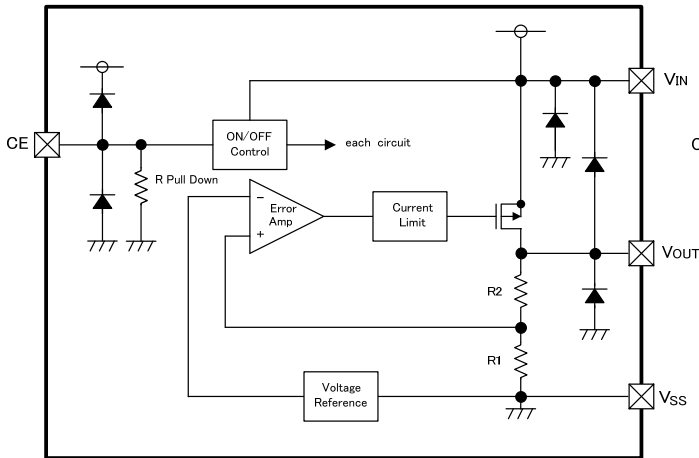 VIN
CE
ON/OFF
Control
each circuit
C
R Pull Down
−
Error
Amp
+
Current
Limit
VOUT
R2
R1
Voltage
Reference
VSS